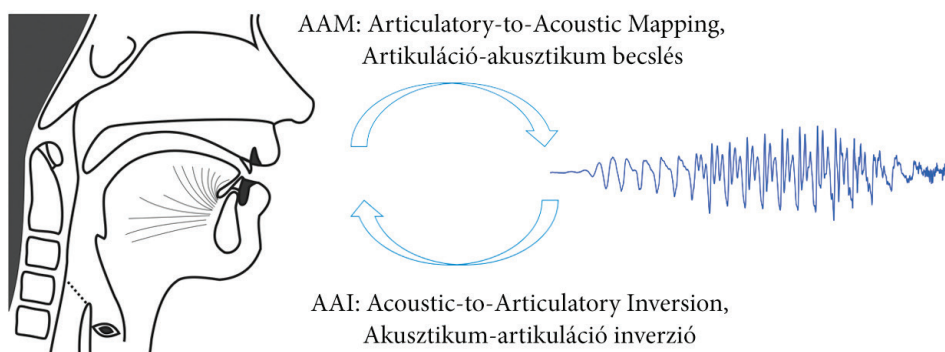 AAM: Articulatory-to-Acoustic Mapping,
Artikuláció-akusztikum becslés
AAI: Acoustic-to-Articulatory Inversion,
Akusztikum-artikuláció inverzió